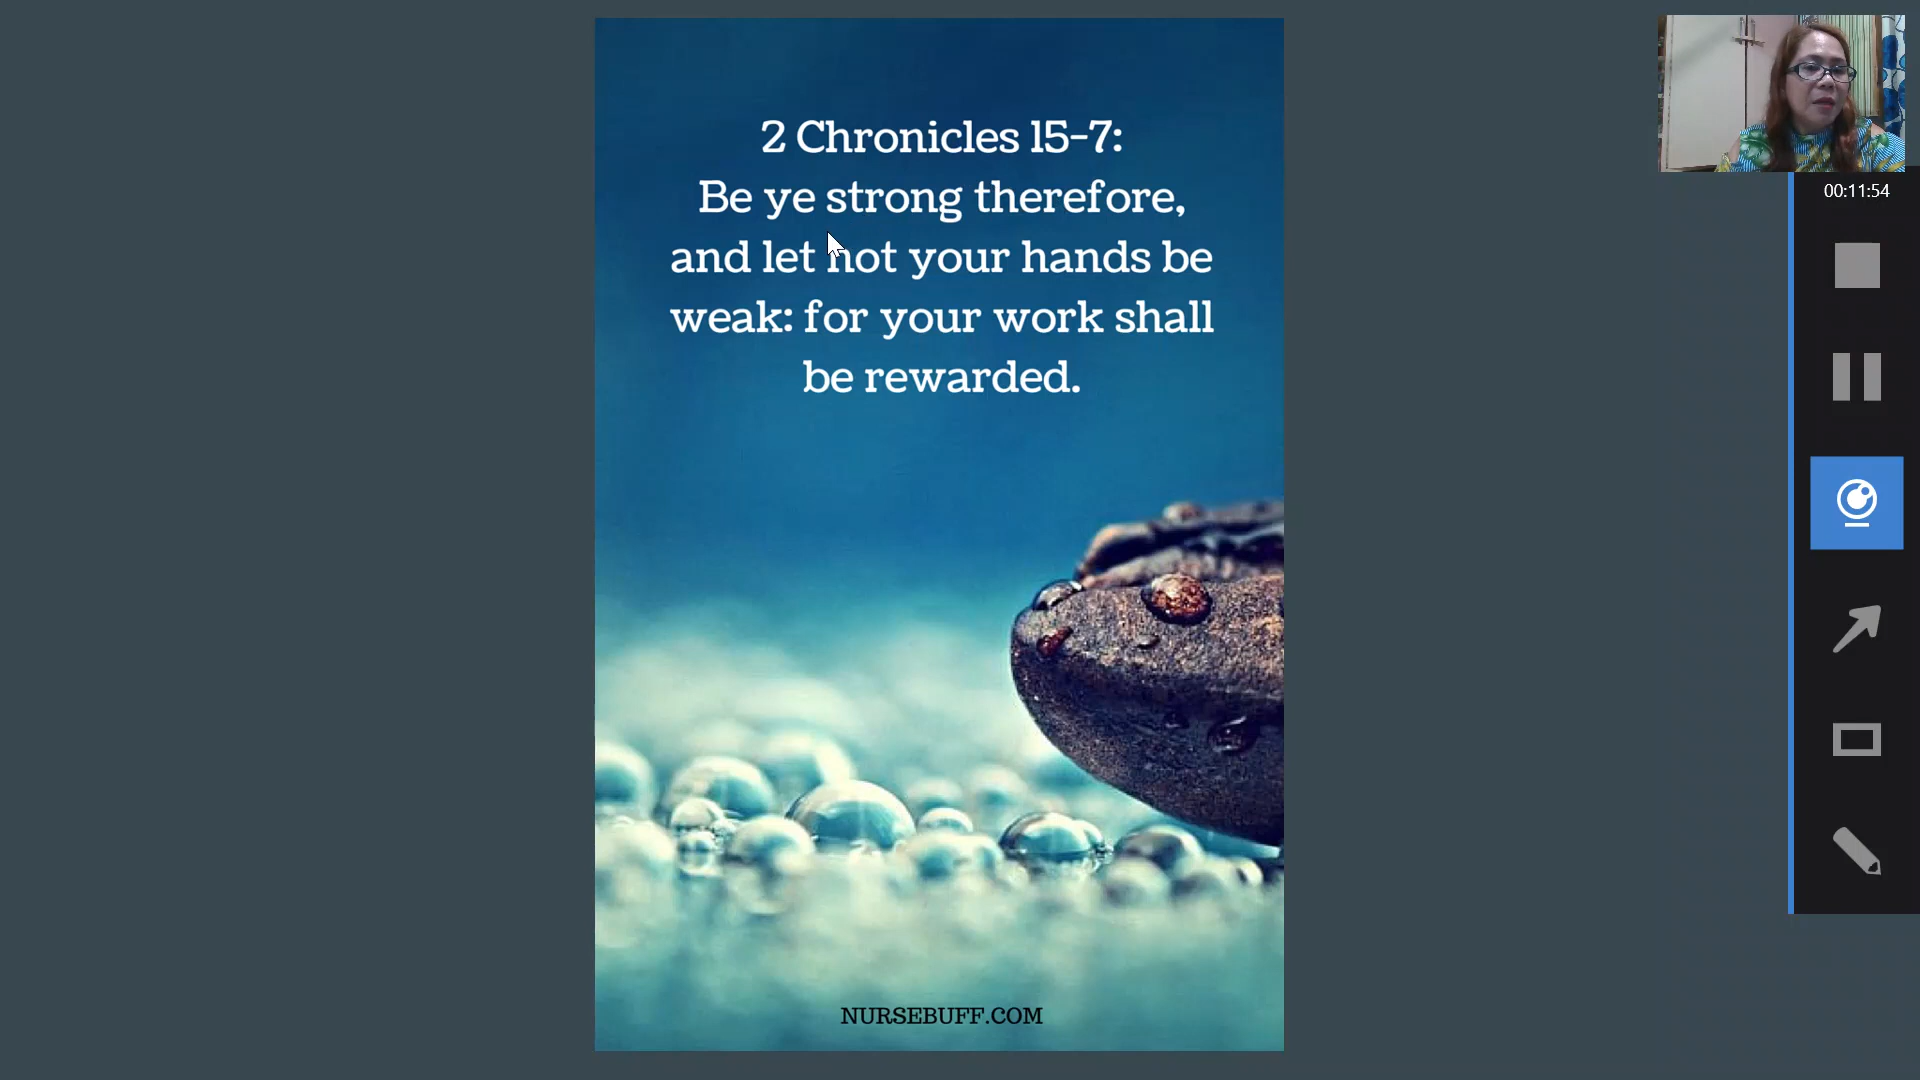 2 Chronicles 15-7:
Be ye strong therefore,
and let not your hands be
weak: for your work shall
be rewarded.
NURSEBUFF.COM
00:11:54